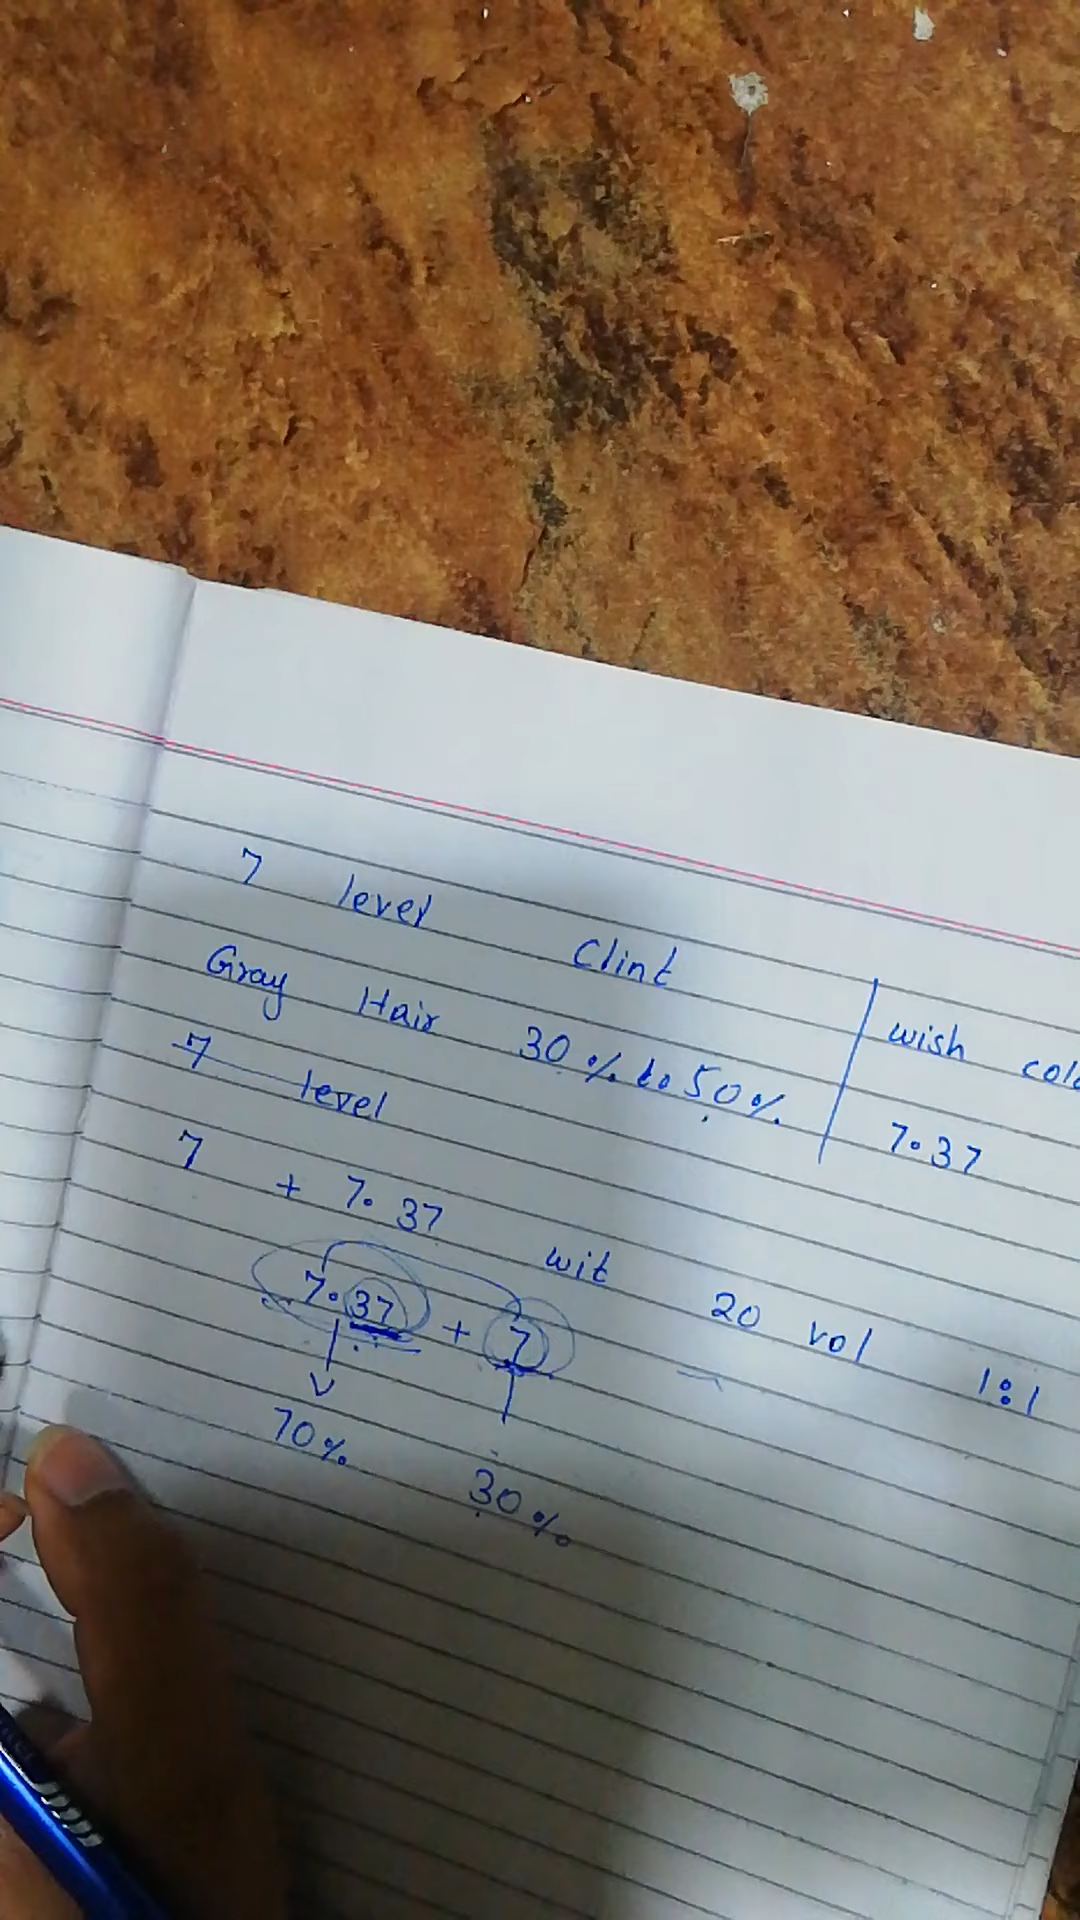 7 level Clint
Gray Hair 30% to 50%
wish
7.37
7 level
7 + 7.37 wit 20 vol 1:1
7.37 + 7
70% 30%